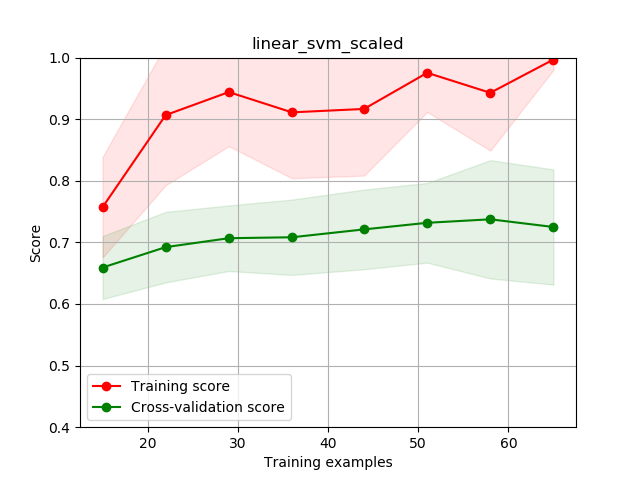 linear_svm_scaled
1.0
0.9
0.8
0.7
0.6
0.5
0.4
Score
Training score
Cross-validation score
20 30 40 50 60
Training examples